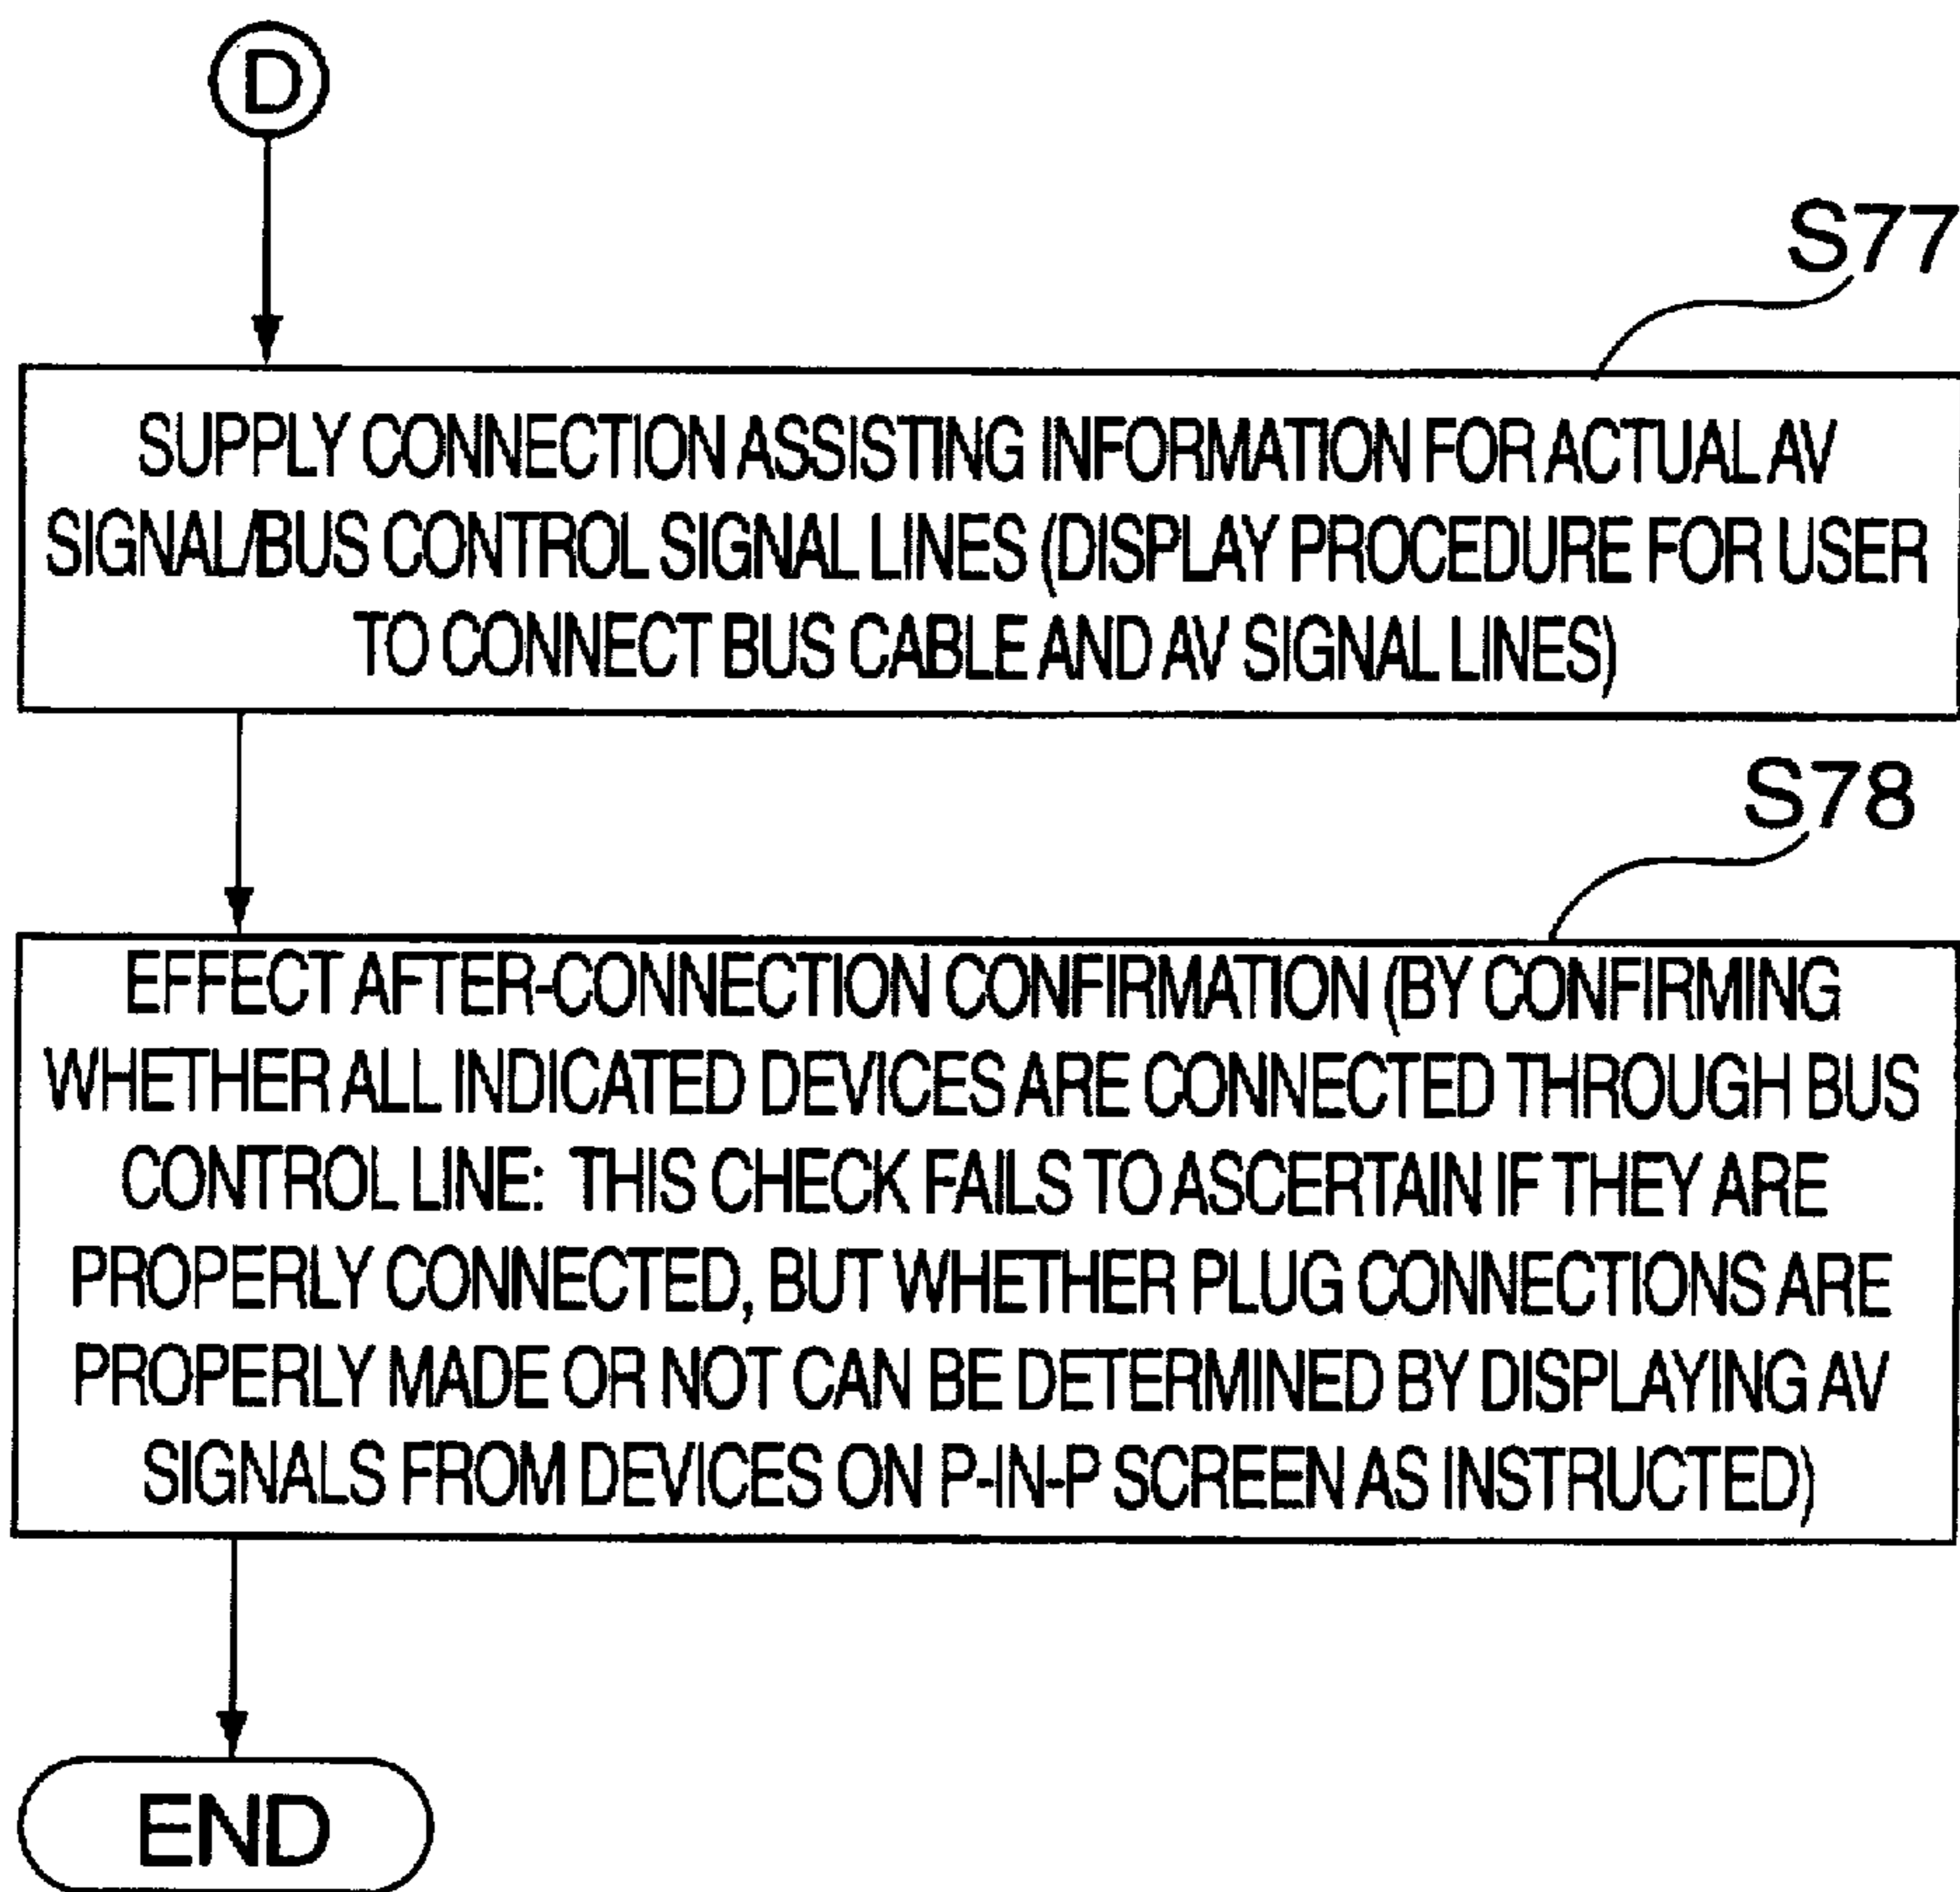 D
S77
SUPPLY CONNECTION ASSISTING INFORMATION FOR ACTUAL AV
SIGNAL/BUS CONTROL SIGNAL LINES (DISPLAY PROCEDURE FOR USER
TO CONNECT BUS CABLE AND AV SIGNAL LINES)
S78
EFFECT AFTER-CONNECTION CONFIRMATION (BY CONFIRMING
WHETHER ALL INDICATED DEVICES ARE CONNECTED THROUGH BUS
CONTROL LINE: THIS CHECK FAILS TO ASCERTAIN IF THEY ARE
PROPERLY CONNECTED, BUT WHETHER PLUG CONNECTIONS ARE
PROPERLY MADE OR NOT CAN BE DETERMINED BY DISPLAYING AV
SIGNALS FROM DEVICES ON P-IN-P SCREEN AS INSTRUCTED)
END